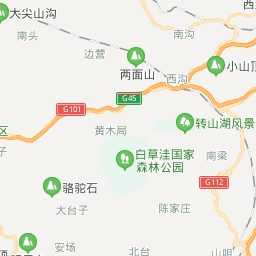 大尖山沟
南头
南沟
边营
两面山
西沟
小山顶
G45
G101
黄木局
转山湖风景
区
白草洼国家
森林公园
南梁
骆驼石
G112
大台子
陈家庄
安场
北台
山咀